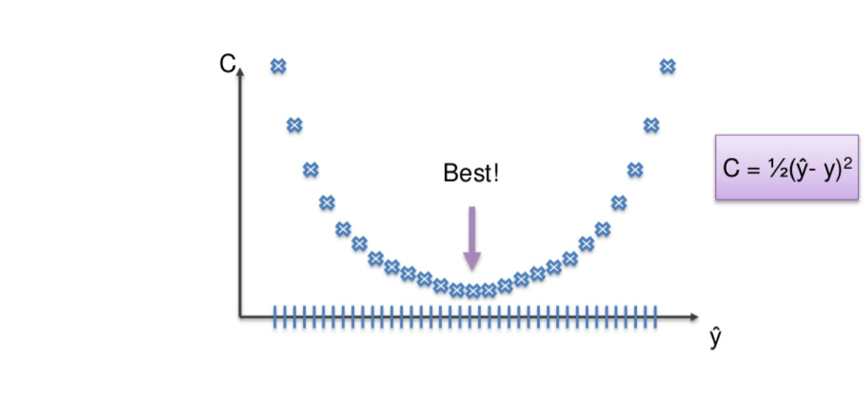 C
Best!
C = ½(ŷ- y)²
ŷ